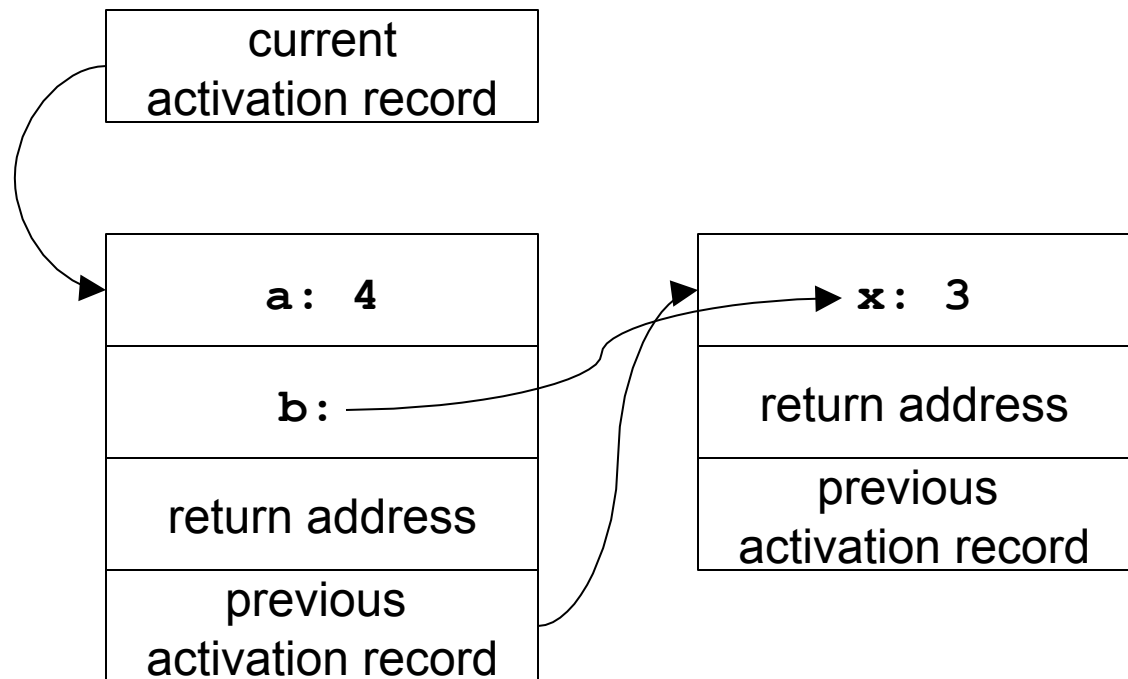 current
activation record
a: 4
b:
return address
previous
activation record
x: 3
return address
previous
activation record